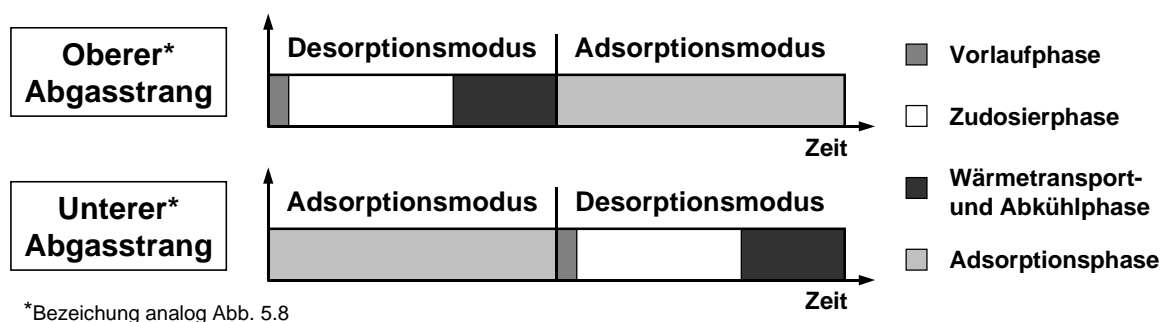 Oberer*
Abgasstrang
Desorptionsmodus
Adsorptionsmodus
Zeit
Unterer*
Abgasstrang
Adsorptionsmodus
Desorptionsmodus
Zeit
Vorlaufphase
Zudosierphase
Wärmetransport-
und Abkühlphase
Adsorptionsphase
*Bezeichung analog Abb. 5.8